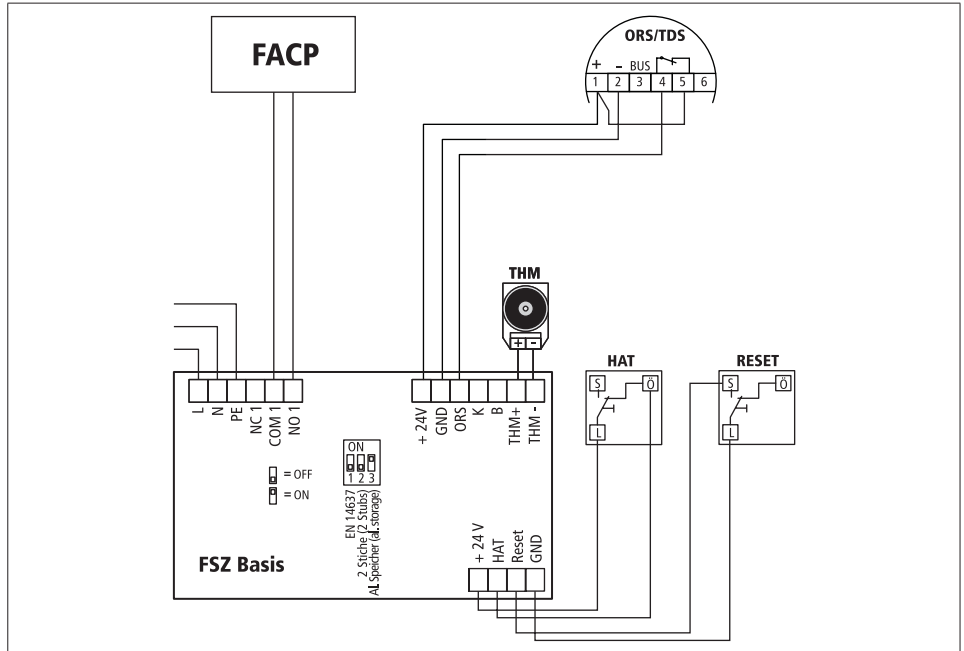 FACP
ORS/TDS
+ - BUS
1 2 3 4 5 6
THM
+ -
HAT
S Ö
L
RESET
S Ö
L
L
N
PE
NC 1
COM 1
NO 1
+ 24V
GND
ORS
K
B
THM+
THM -
= OFF
= ON
ON
1 2 3
EN 14637
2 Stiche (2 Stubs)
AL Speicher (al. storage)
FSZ Basis
+ 24 V
HAT
Reset
GND